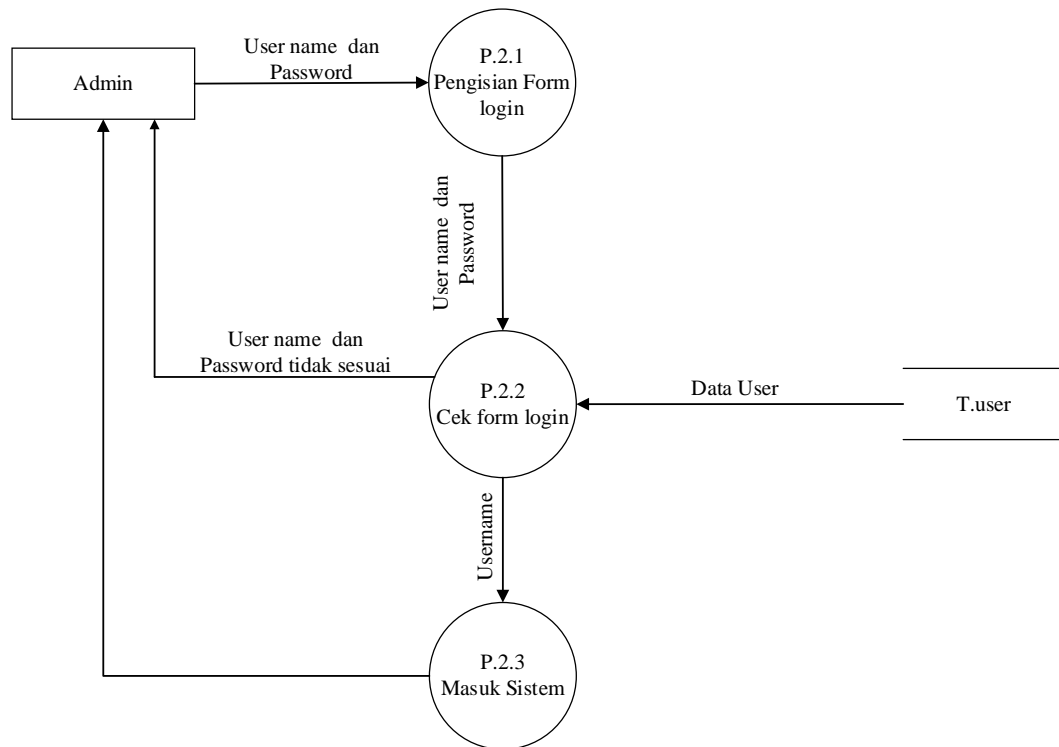 User name dan
Password
Admin
P.2.1
Pengisian Form
login
User name dan
Password
User name dan
Password tidak sesuai
P.2.2
Cek form login
Data User
T.user
Username
P.2.3
Masuk Sistem